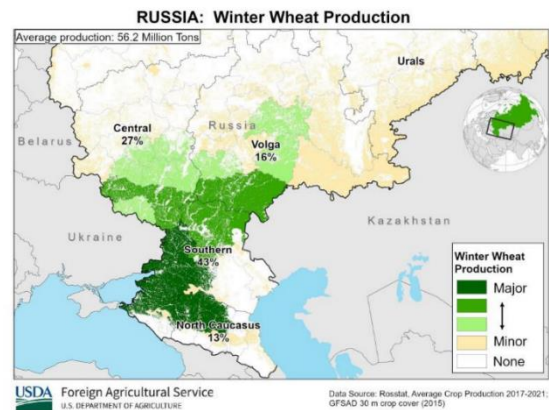 RUSSIA: Winter Wheat Production
Average production: 56.2 Million Tons
Urals
Central
27%
Russia
Belarus
Volga
16%
Kazakhstan
Ukraine
Southern
43%
North Caucasus
13%
Winter Wheat
Production
Major
Minor
None
USDA Foreign Agricultural Service
U.S. DEPARTMENT OF AGRICULTURE
Data Source: Rosstat, Average Crop Production 2017-2021;
GFSAD 30 m crop cover (2015)